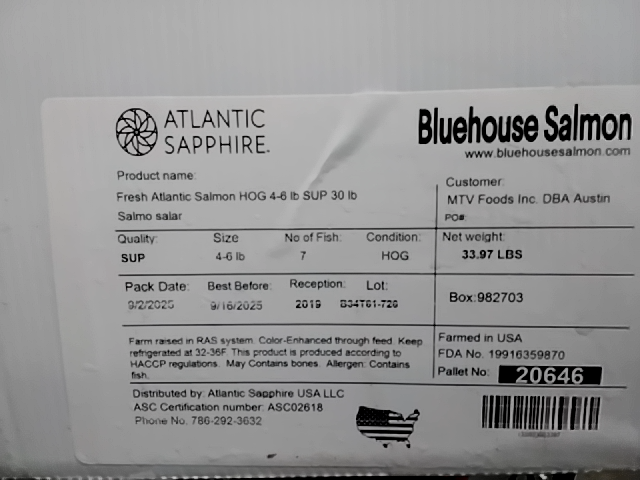 ATLANTIC
SAPPHIRE
Bluehouse Salmon
www.bluehousesalmon.com
Product name:
Fresh Atlantic Salmon HOG 4-6 lb SUP 30 lb
Salmo salar
Customer:
MTV Foods Inc. DBA Austin
PO#:
Quality: Size No of Fish: Condition: Net weight:
SUP 4-6 lb 7 HOG 33.97 LBS
Pack Date: Best Before: Reception: Lot:
9/2/2025 9/16/2025 2019
Box:982703
Farm raised in RAS system. Color-Enhanced through feed. Keep
refrigerated at 32-36F. This product is produced according to
HACCP regulations. May Contains bones. Allergen: Contains
fish.
Farmed in USA
FDA No. 19916359870
Pallet No: 20646
Distributed by: Atlantic Sapphire USA LLC
ASC Certification number: ASC02618
Phone No. 786-292-3632